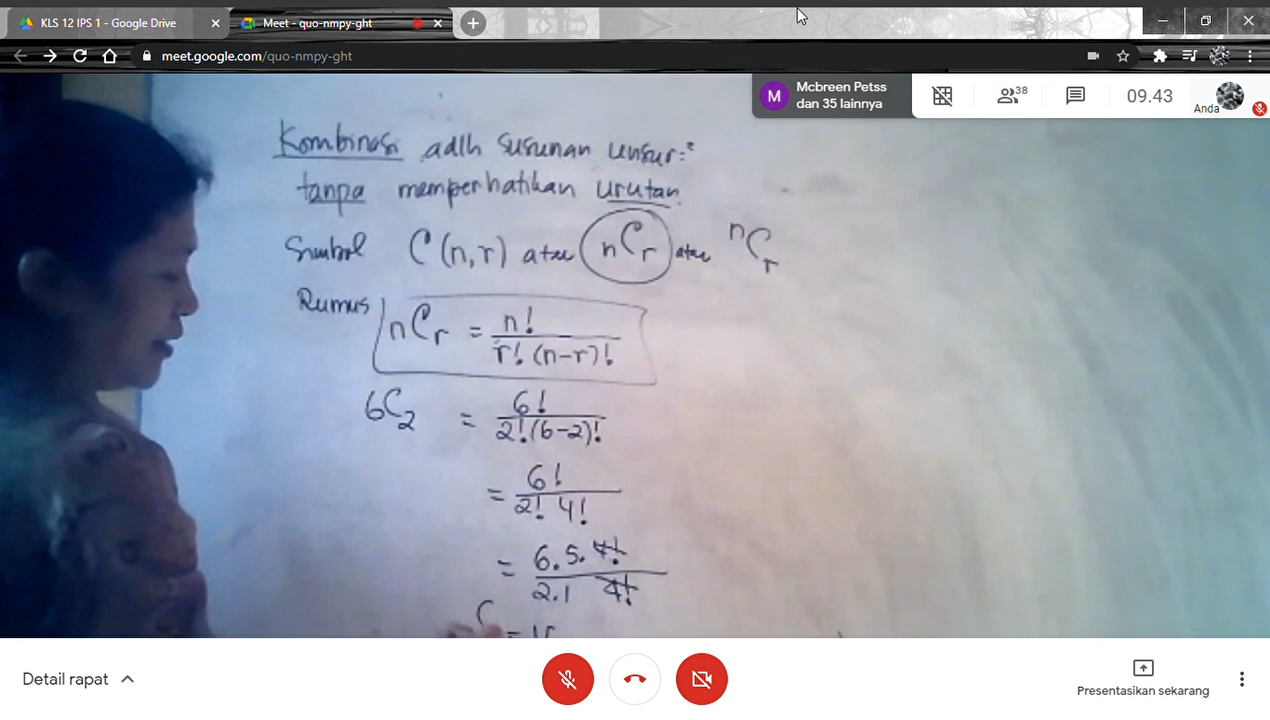 KLS 12 IPS 1 - Google Drive
Meet - quo-nmpy-ght
meet.google.com/quo-nmpy-ght
M
Mcbreen Petss
dan 35 lainnya
38
09.43
Anda
Kombinasi adlh susunan unsur²
tanpa memperhatikan urutan.
Simbol C(n,r) atau nCr atau nCr
Rumus
nCr = n! / r!(n-r)!
6C2 = 6! / 2!(6-2)!
= 6! / 2! 4!
= 6.5.4! / 2.1 4!
Detail rapat
Presentasikan sekarang